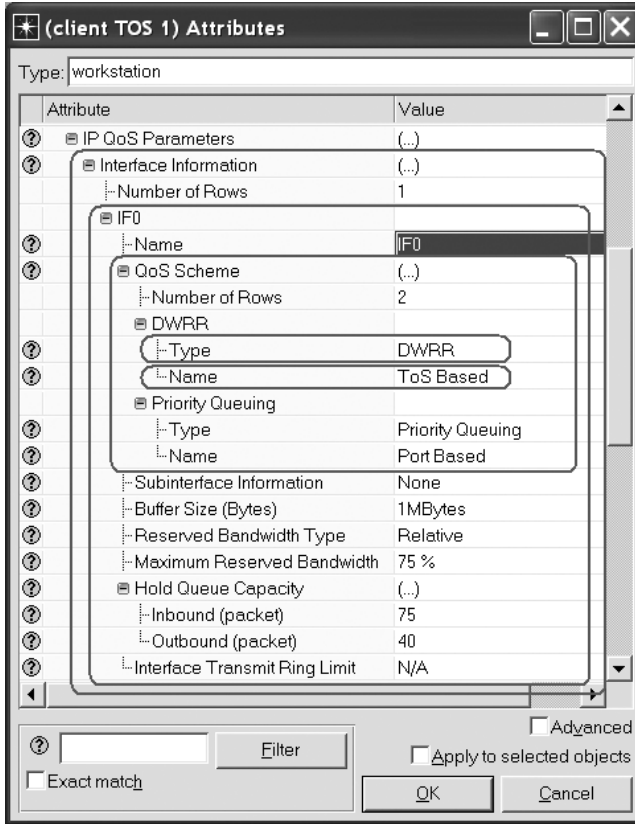 (client TOS 1) Attributes
Type: workstation
Attribute Value
IP QoS Parameters (...)
Interface Information (...)
Number of Rows 1
IF0
Name IF0
QoS Scheme (...)
Number of Rows 2
DWRR
Type DWRR
Name ToS Based
Priority Queuing
Type Priority Queuing
Name Port Based
Subinterface Information None
Buffer Size (Bytes) 1MBytes
Reserved Bandwidth Type Relative
Maximum Reserved Bandwidth 75 %
Hold Queue Capacity (...)
Inbound (packet) 75
Outbound (packet) 40
Interface Transmit Ring Limit N/A
Advanced
Filter
Apply to selected objects
Exact match
OK Cancel